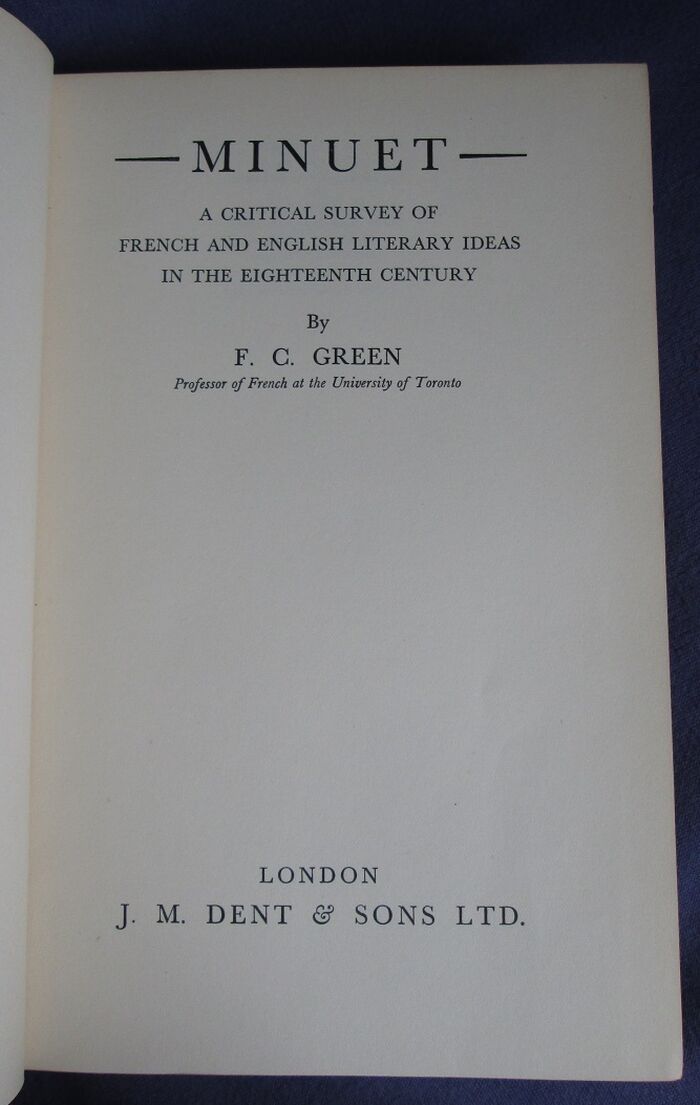 — MINUET —
A CRITICAL SURVEY OF
FRENCH AND ENGLISH LITERARY IDEAS
IN THE EIGHTEENTH CENTURY
By
F. C. GREEN
Professor of French at the University of Toronto
LONDON
J. M. DENT & SONS LTD.